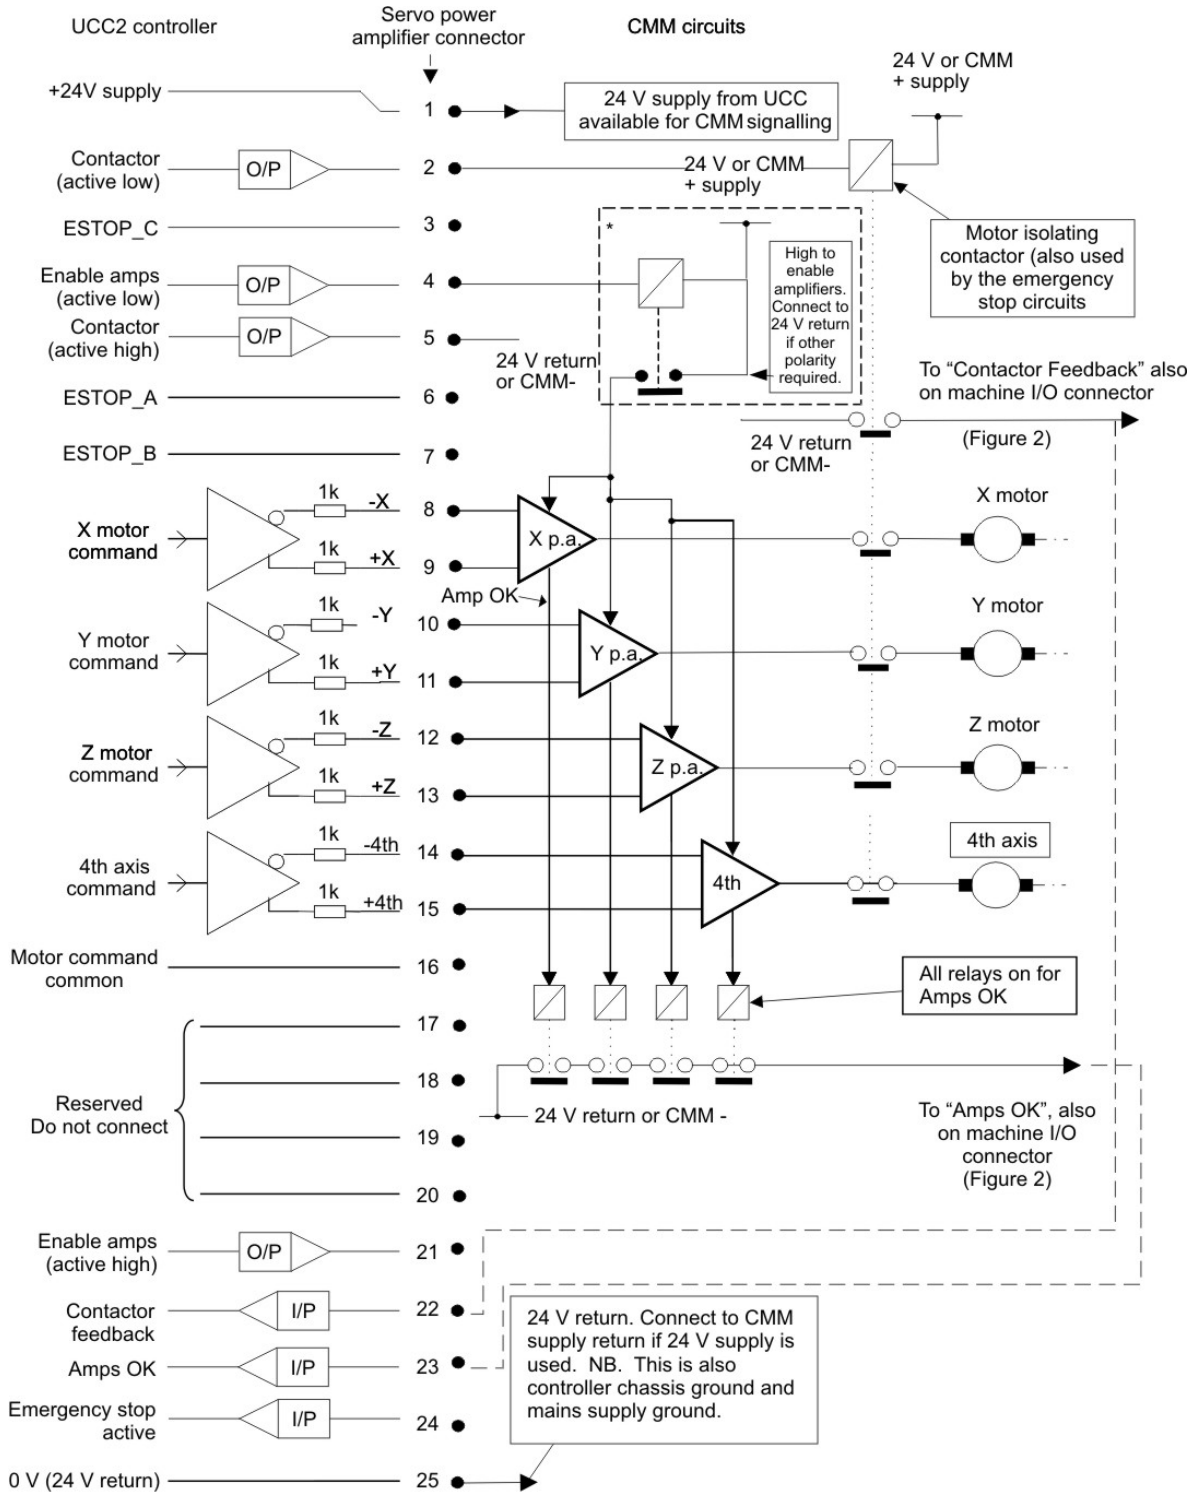 UCC2 controller
Servo power
amplifier connector
CMM circuits
+24V supply
1
24 V supply from UCC
available for CMM signalling
24 V or CMM
+ supply
Contactor
(active low)
O/P
2
24 V or CMM
+ supply
ESTOP_C
3
*
Motor isolating
contactor (also used
by the emergency
stop circuits
High to
enable
amplifiers.
Connect to
24 V return
if other
polarity
required.
Enable amps
(active low)
O/P
4
Contactor
(active high)
O/P
5
24 V return
or CMM-
To “Contactor Feedback” also
on machine I/O connector
(Figure 2)
ESTOP_A
6
24 V return
or CMM-
ESTOP_B
7
X motor
command
1k
-X
8
1k
+X
9
X p.a.
X motor
Amp OK
Y motor
command
1k
-Y
10
1k
+Y
11
Y p.a.
Y motor
Z motor
command
1k
-Z
12
1k
+Z
13
Z p.a.
Z motor
4th axis
command
1k
-4th
14
1k
+4th
15
4th
4th axis
Motor command
common
16
All relays on for
Amps OK
Reserved
Do not connect
17
18
19
20
24 V return or CMM -
To “Amps OK”, also
on machine I/O
connector
(Figure 2)
Enable amps
(active high)
O/P
21
Contactor
feedback
I/P
22
Amps OK
I/P
23
Emergency stop
active
I/P
24
0 V (24 V return)
25
24 V return. Connect to CMM
supply return if 24 V supply is
used. NB. This is also
controller chassis ground and
mains supply ground.